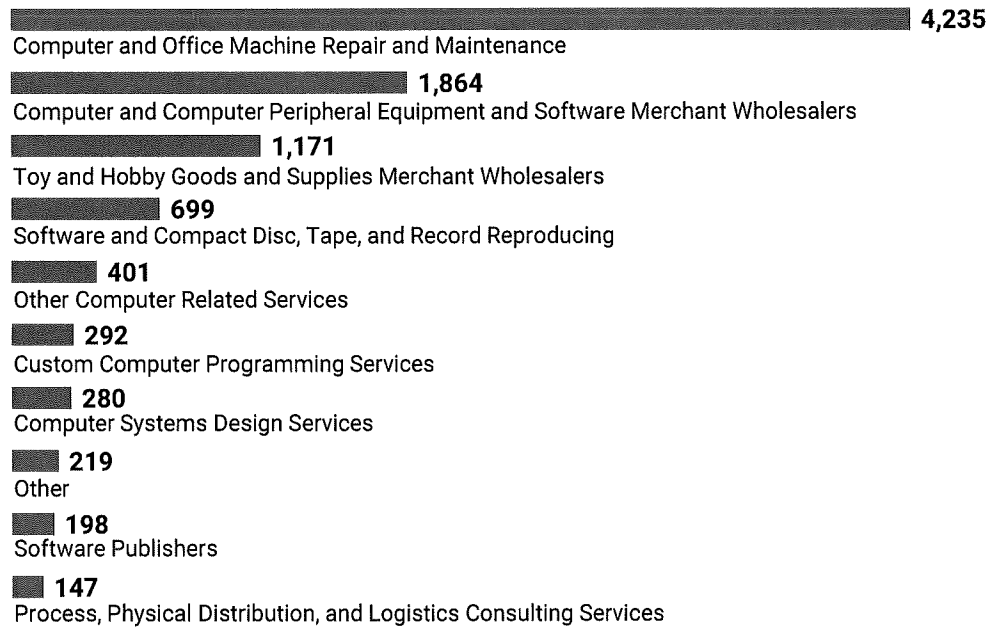 4,235
Computer and Office Machine Repair and Maintenance
1,864
Computer and Computer Peripheral Equipment and Software Merchant Wholesalers
1,171
Toy and Hobby Goods and Supplies Merchant Wholesalers
699
Software and Compact Disc, Tape, and Record Reproducing
401
Other Computer Related Services
292
Custom Computer Programming Services
280
Computer Systems Design Services
219
Other
198
Software Publishers
147
Process, Physical Distribution, and Logistics Consulting Services